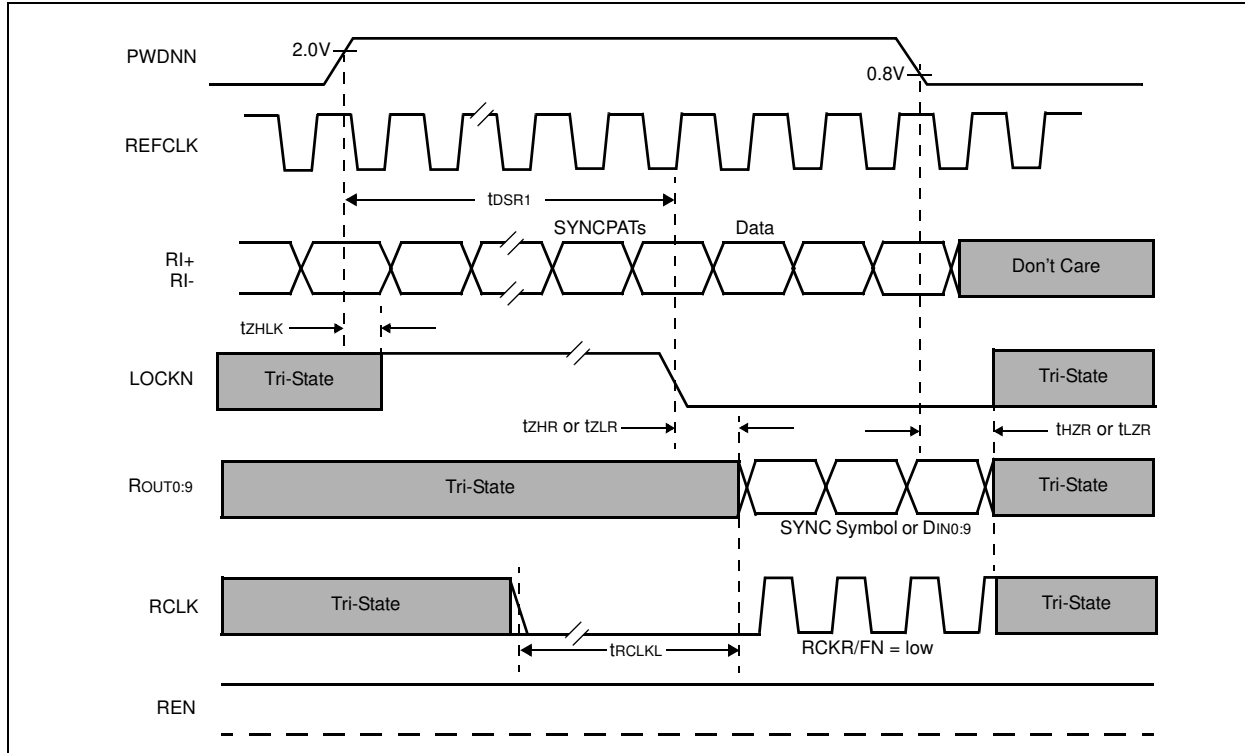 PWDNN
2.0V
0.8V
REFCLK
tDSR1
SYNCPATs
Data
RI+
RI-
Don't Care
tZHLK
LOCKN
Tri-State
Tri-State
tZHR or tZLR
tHZR or tLZR
ROUT0:9
Tri-State
Tri-State
SYNC Symbol or DIN0:9
RCLK
Tri-State
Tri-State
tRCLKL
RCKR/FN = low
REN